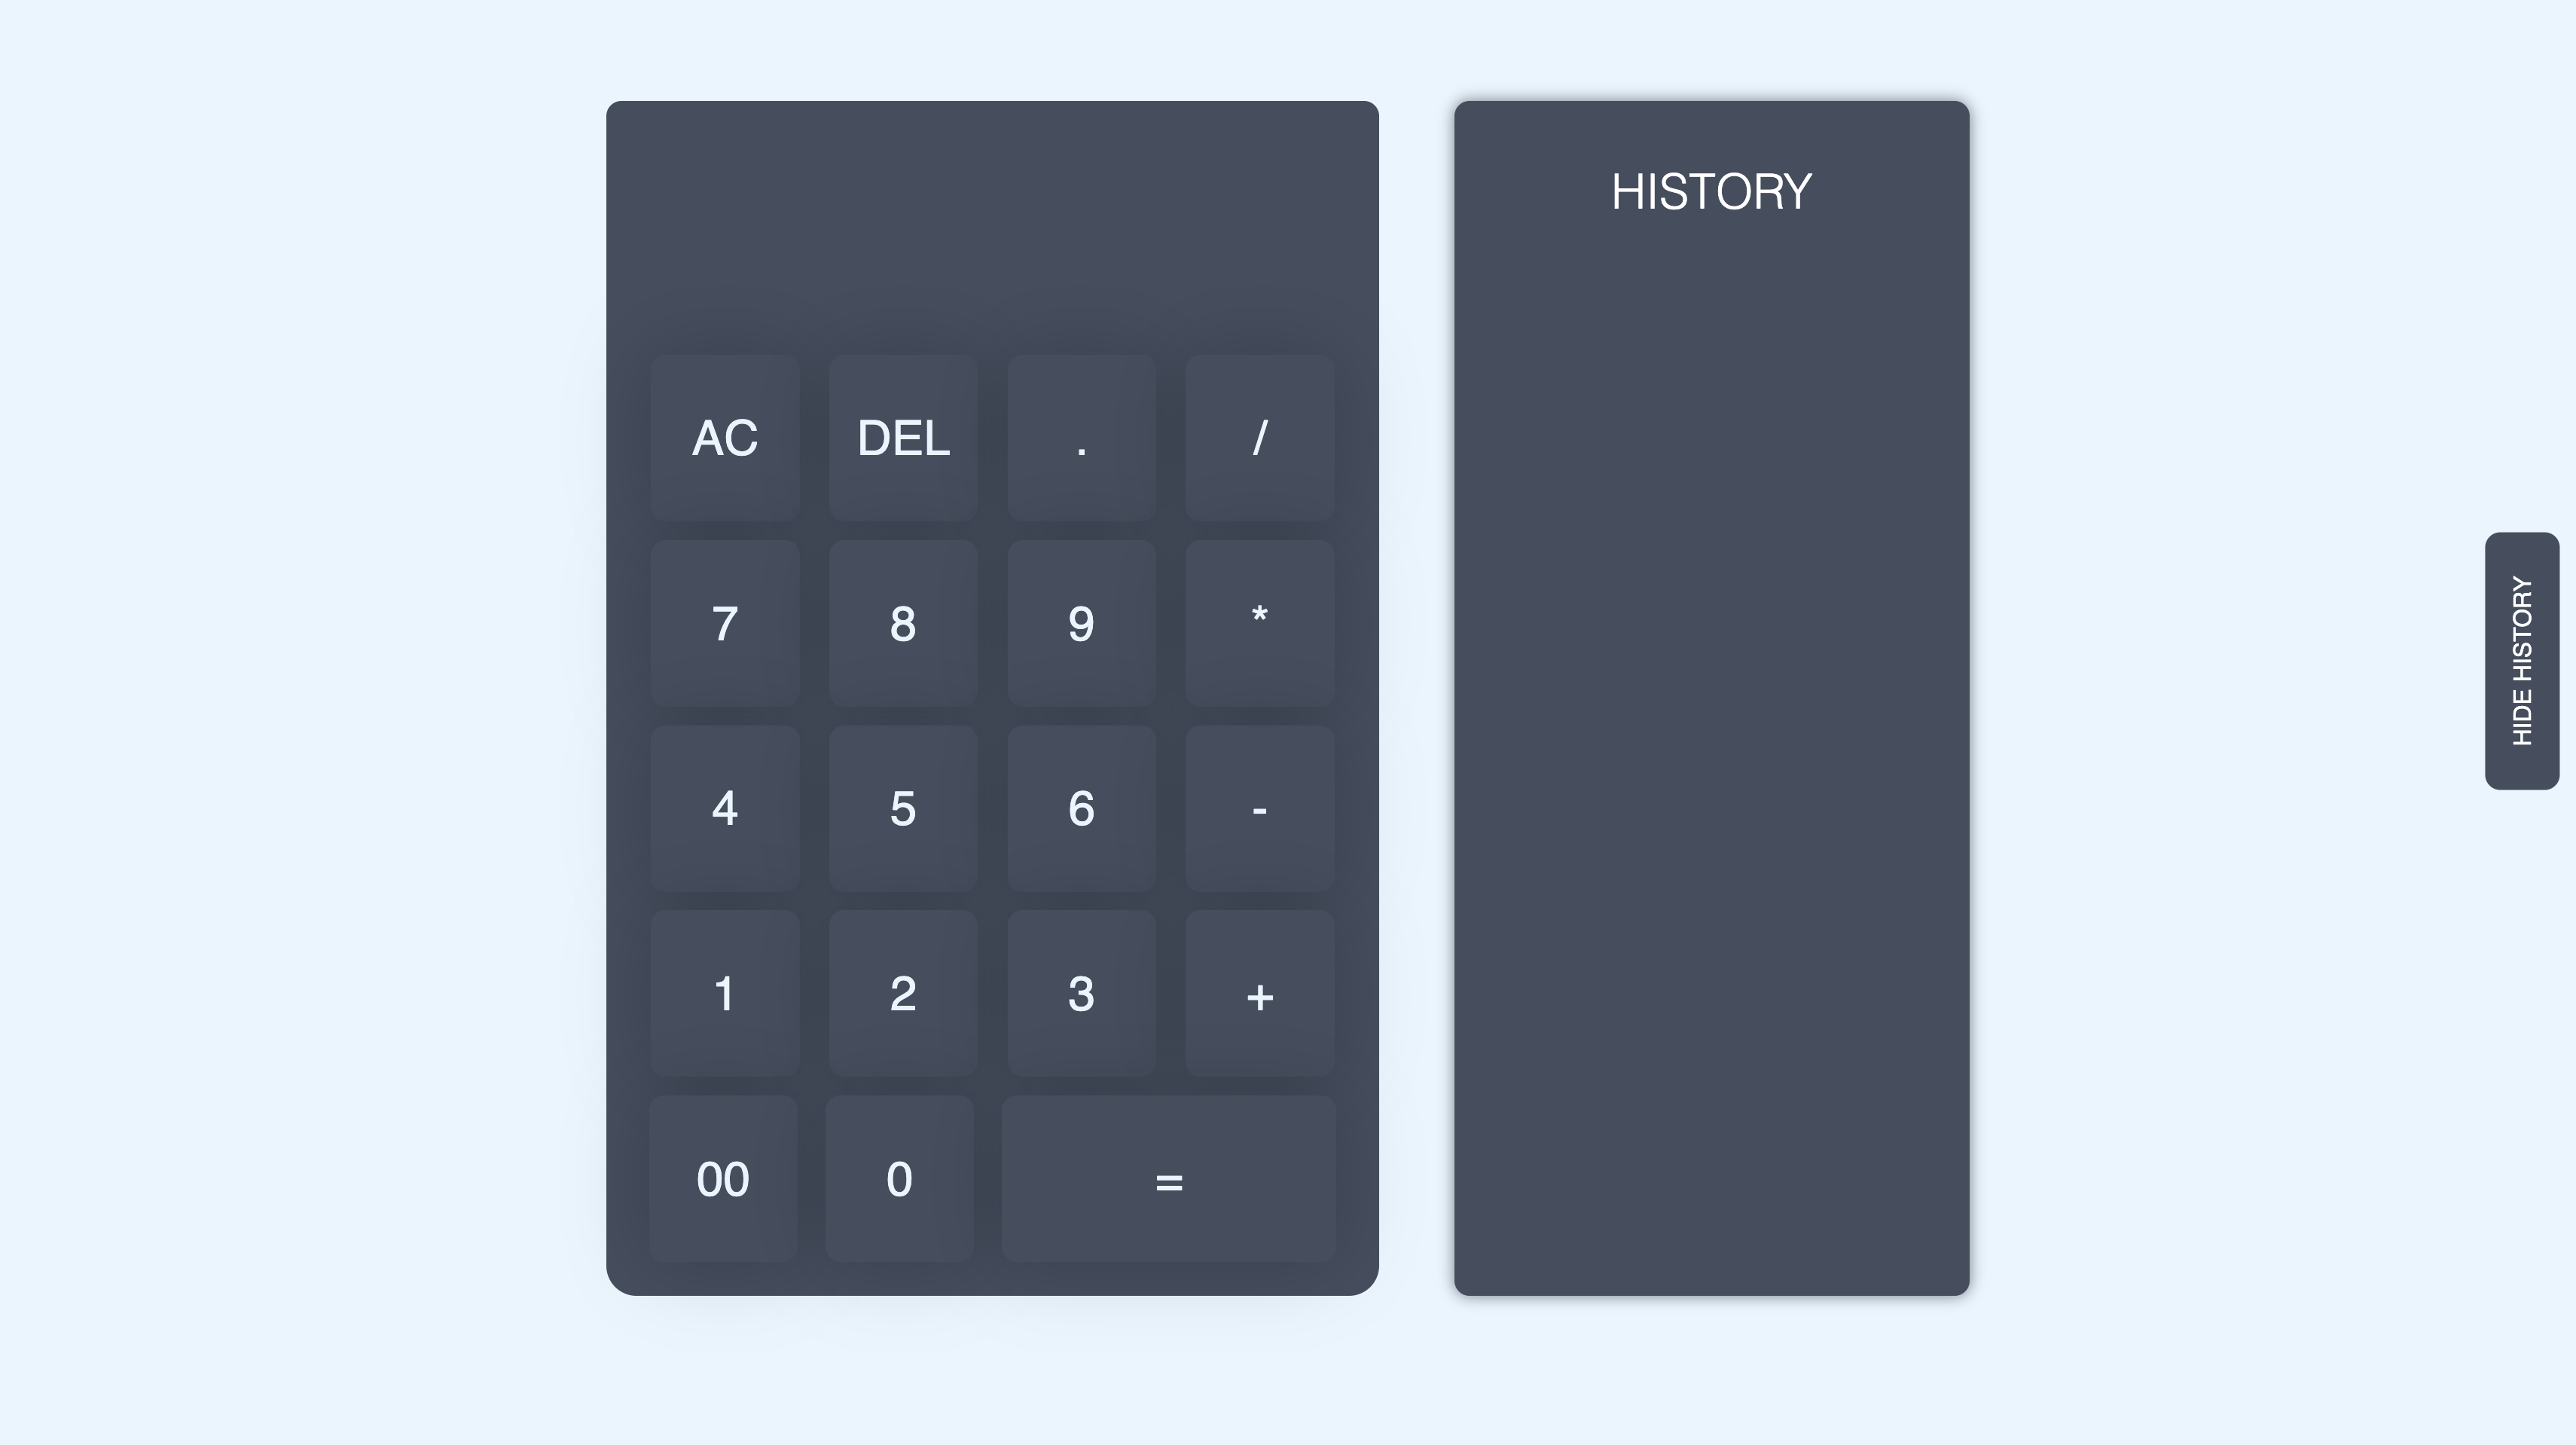 HISTORY
AC DEL . /
7 8 9 *
4 5 6 -
1 2 3 +
00 0 =
HIDE HISTORY